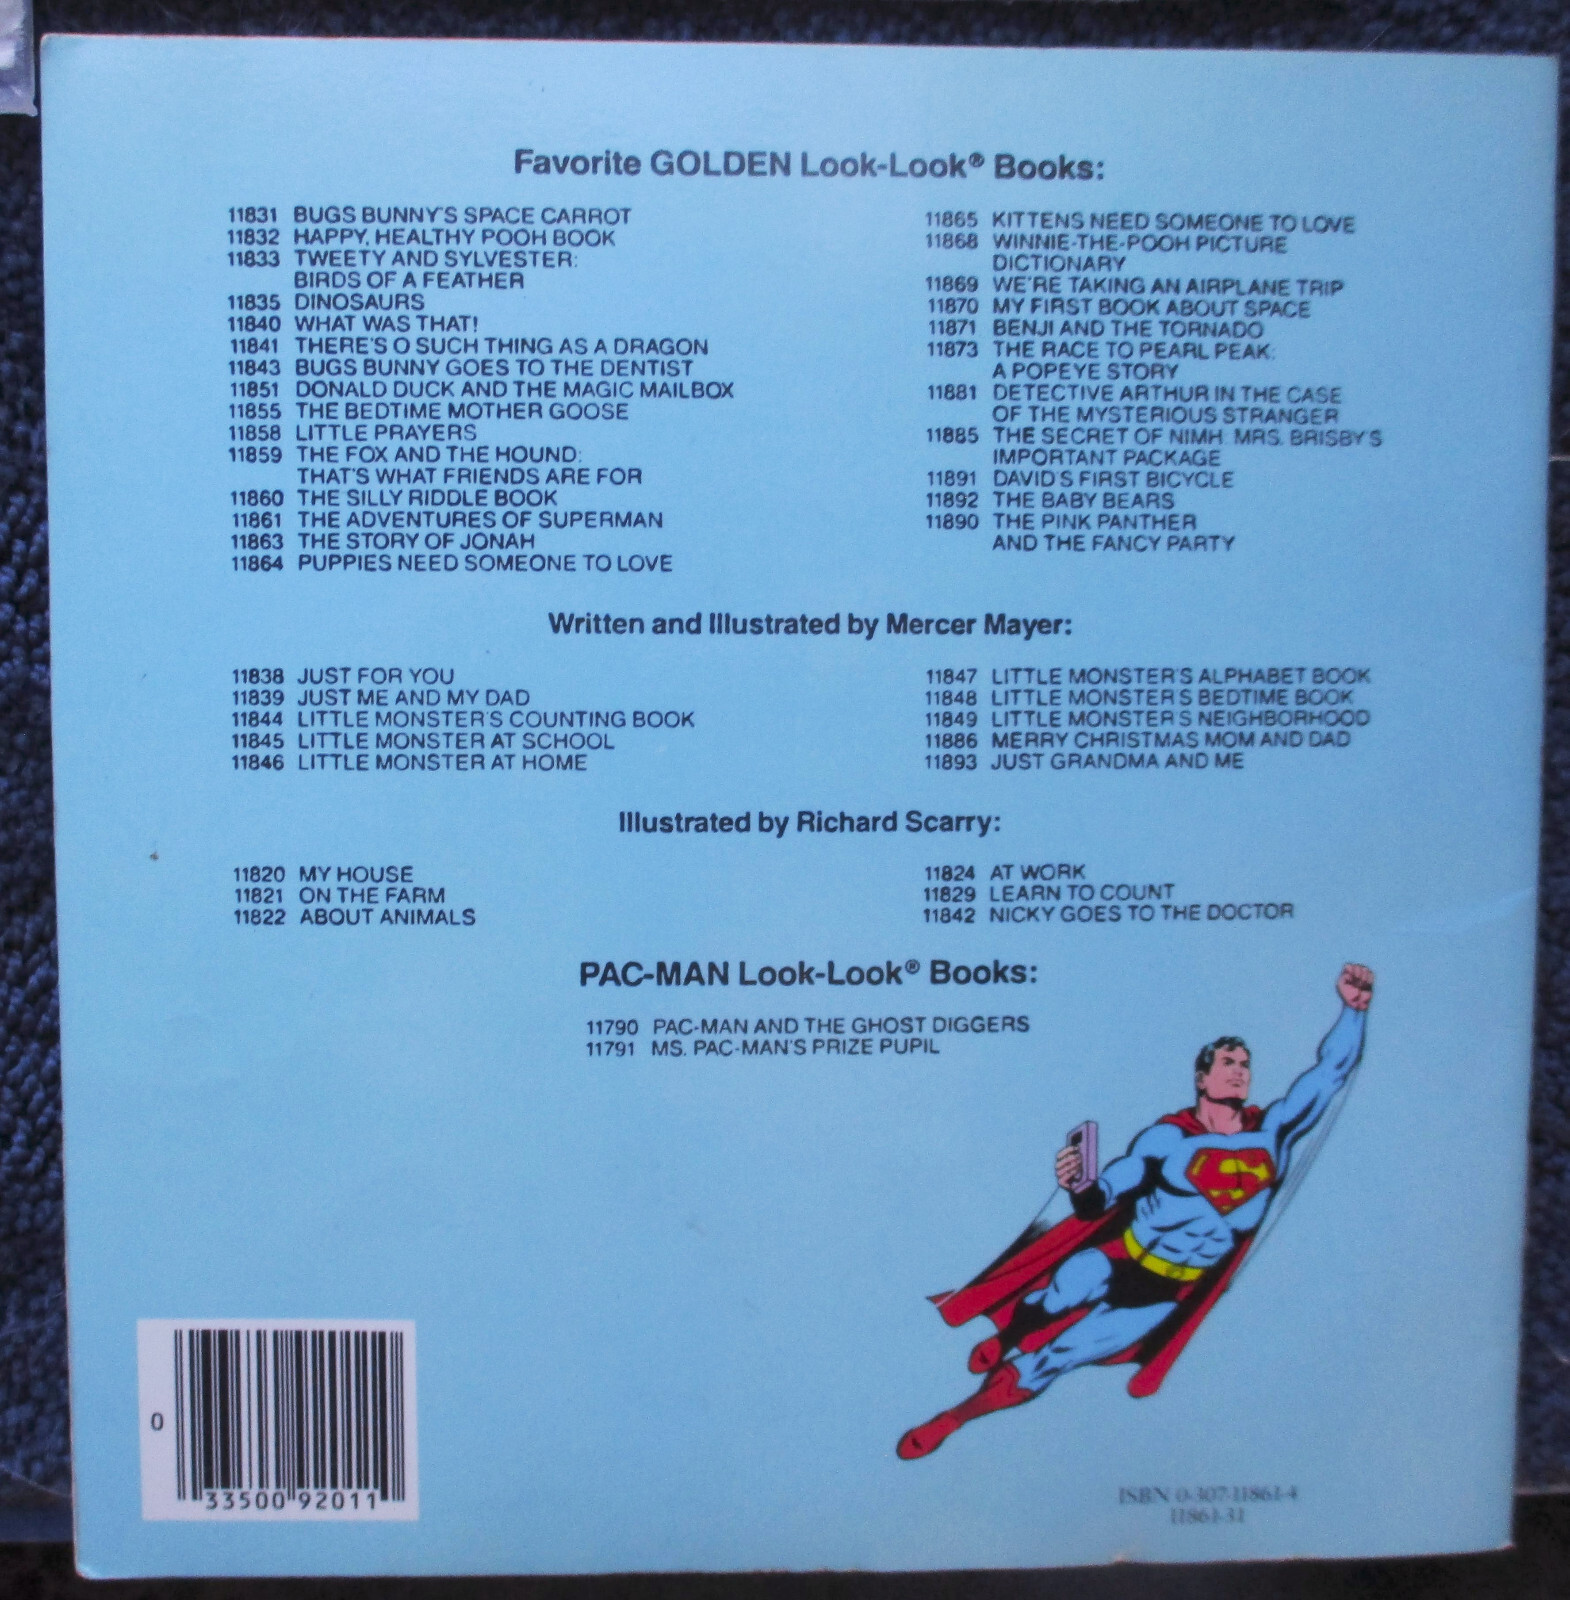 Favorite GOLDEN Look-Look® Books:
11831 BUGS BUNNY'S SPACE CARROT
11832 HAPPY, HEALTHY POOH BOOK
11833 TWEETY AND SYLVESTER:
BIRDS OF A FEATHER
11835 DINOSAURS
11840 WHAT WAS THAT!
11841 THERE'S O SUCH THING AS A DRAGON
11843 BUGS BUNNY GOES TO THE DENTIST
11851 DONALD DUCK AND THE MAGIC MAILBOX
11855 THE BEDTIME MOTHER GOOSE
11858 LITTLE PRAYERS
11859 THE FOX AND THE HOUND:
THAT'S WHAT FRIENDS ARE FOR
11860 THE SILLY RIDDLE BOOK
11861 THE ADVENTURES OF SUPERMAN
11863 THE STORY OF JONAH
11864 PUPPIES NEED SOMEONE TO LOVE
11865 KITTENS NEED SOMEONE TO LOVE
11868 WINNIE-THE-POOH PICTURE
DICTIONARY
11869 WE'RE TAKING AN AIRPLANE TRIP
11870 MY FIRST BOOK ABOUT SPACE
11871 BENJI AND THE TORNADO
11873 THE RACE TO PEARL PEAK:
A POPEYE STORY
11881 DETECTIVE ARTHUR IN THE CASE
OF THE MYSTERIOUS STRANGER
11885 THE SECRET OF NIMH: MRS. BRISBY'S
IMPORTANT PACKAGE
11891 DAVID'S FIRST BICYCLE
11892 THE BABY BEARS
11890 THE PINK PANTHER
AND THE FANCY PARTY
Written and Illustrated by Mercer Mayer:
11838 JUST FOR YOU
11839 JUST ME AND MY DAD
11844 LITTLE MONSTER'S COUNTING BOOK
11845 LITTLE MONSTER AT SCHOOL
11846 LITTLE MONSTER AT HOME
11847 LITTLE MONSTER'S ALPHABET BOOK
11848 LITTLE MONSTER'S BEDTIME BOOK
11849 LITTLE MONSTER'S NEIGHBORHOOD
11886 MERRY CHRISTMAS MOM AND DAD
11893 JUST GRANDMA AND ME
Illustrated by Richard Scarry:
11820 MY HOUSE
11821 ON THE FARM
11822 ABOUT ANIMALS
11824 AT WORK
11829 LEARN TO COUNT
11842 NICKY GOES TO THE DOCTOR
PAC-MAN Look-Look® Books:
11790 PAC-MAN AND THE GHOST DIGGERS
11791 MS. PAC-MAN'S PRIZE PUPIL
S
0 33500 92011
ISBN 0-307-11861-4
11861-31